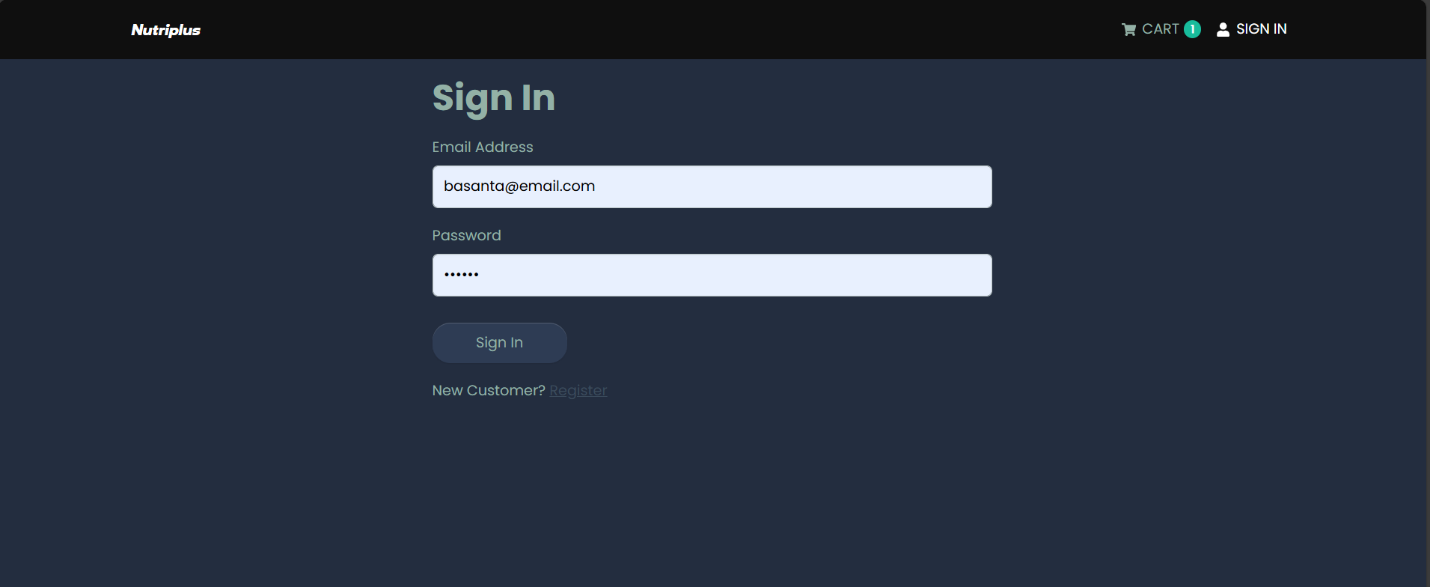 Nutriplus
CART 1 SIGN IN
Sign In
Email Address
basanta@email.com
Password
••••••
Sign In
New Customer? Register